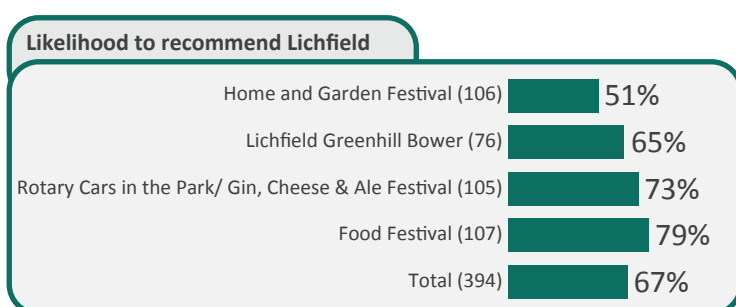 Likelihood to recommend Lichfield
Home and Garden Festival (106) 51%
Lichfield Greenhill Bower (76) 65%
Rotary Cars in the Park/ Gin, Cheese & Ale Festival (105) 73%
Food Festival (107) 79%
Total (394) 67%